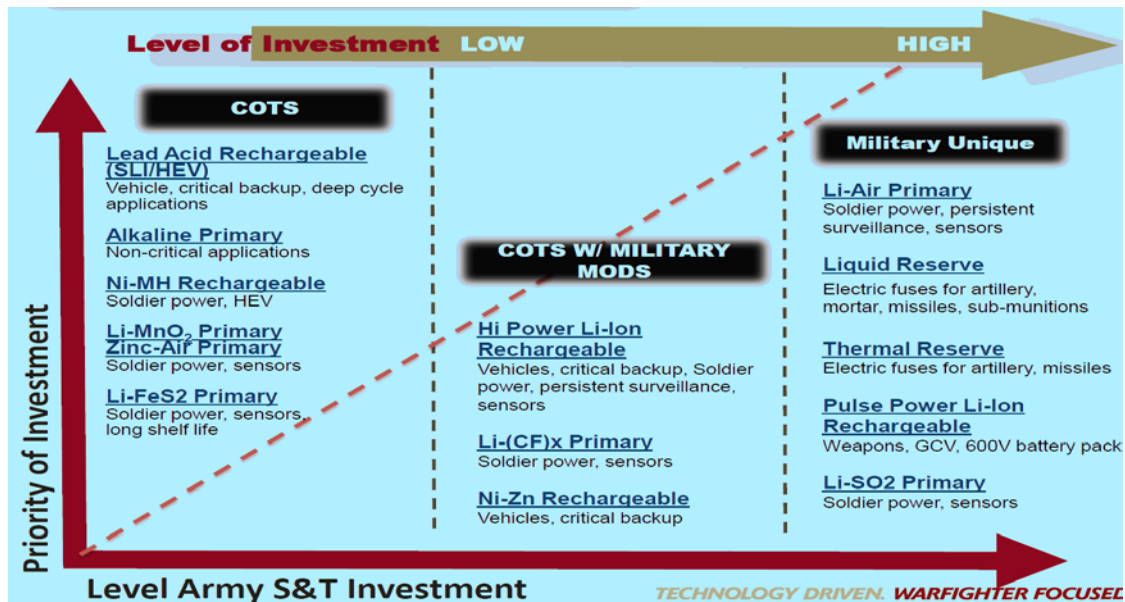 Level of Investment LOW HIGH
COTS
Lead Acid Rechargeable
(SLI/HEV)
Vehicle, critical backup, deep cycle
applications
Alkaline Primary
Non-critical applications
Ni-MH Rechargeable
Soldier power, HEV
Li-MnO₂ Primary
Zinc-Air Primary
Soldier power, sensors
Li-FeS2 Primary
Soldier power, sensors,
long shelf life
COTS W/ MILITARY
MODS
Hi Power Li-Ion
Rechargeable
Vehicles, critical backup, Soldier
power, persistent surveillance,
sensors
Li-(CF)x Primary
Soldier power, sensors
Ni-Zn Rechargeable
Vehicles, critical backup
Military Unique
Li-Air Primary
Soldier power, persistent
surveillance, sensors
Liquid Reserve
Electric fuses for artillery,
mortar, missiles, sub-munitions
Thermal Reserve
Electric fuses for artillery, missiles
Pulse Power Li-Ion
Rechargeable
Weapons, GCV, 600V battery pack
Li-SO2 Primary
Soldier power, sensors
Priority of Investment
Level Army S&T Investment
TECHNOLOGY DRIVEN. WARFIGHTER FOCUSED